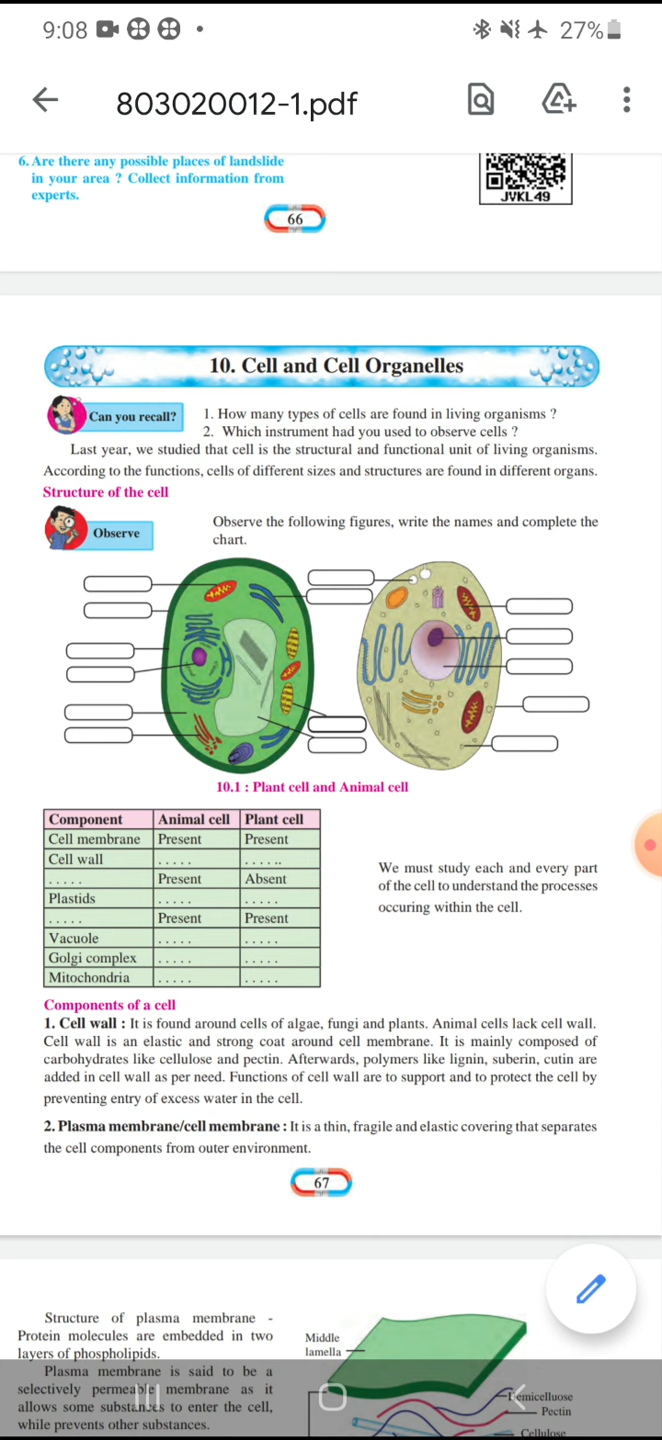 9:08
27%
803020012-1.pdf
6. Are there any possible places of landslide
in your area ? Collect information from
experts.
JVKL49
66
10. Cell and Cell Organelles
Can you recall?
1. How many types of cells are found in living organisms ?
2. Which instrument had you used to observe cells ?
Last year, we studied that cell is the structural and functional unit of living organisms.
According to the functions, cells of different sizes and structures are found in different organs.
Structure of the cell
Observe
Observe the following figures, write the names and complete the
chart.
10.1 : Plant cell and Animal cell
Component Animal cell Plant cell
Cell membrane Present Present
Cell wall ..... .....
..... Present Absent
Plastids ..... .....
..... Present Present
Vacuole ..... .....
Golgi complex ..... .....
Mitochondria ..... .....
We must study each and every part
of the cell to understand the processes
occuring within the cell.
Components of a cell
1. Cell wall : It is found around cells of algae, fungi and plants. Animal cells lack cell wall.
Cell wall is an elastic and strong coat around cell membrane. It is mainly composed of
carbohydrates like cellulose and pectin. Afterwards, polymers like lignin, suberin, cutin are
added in cell wall as per need. Functions of cell wall are to support and to protect the cell by
preventing entry of excess water in the cell.
2. Plasma membrane/cell membrane : It is a thin, fragile and elastic covering that separates
the cell components from outer environment.
67
Structure of plasma membrane -
Protein molecules are embedded in two
layers of phospholipids.
Plasma membrane is said to be a
selectively permeable membrane as it
allows some substances to enter the cell,
while prevents other substances.
Middle
lamella
Hemicelluose
Pectin
Cellulose